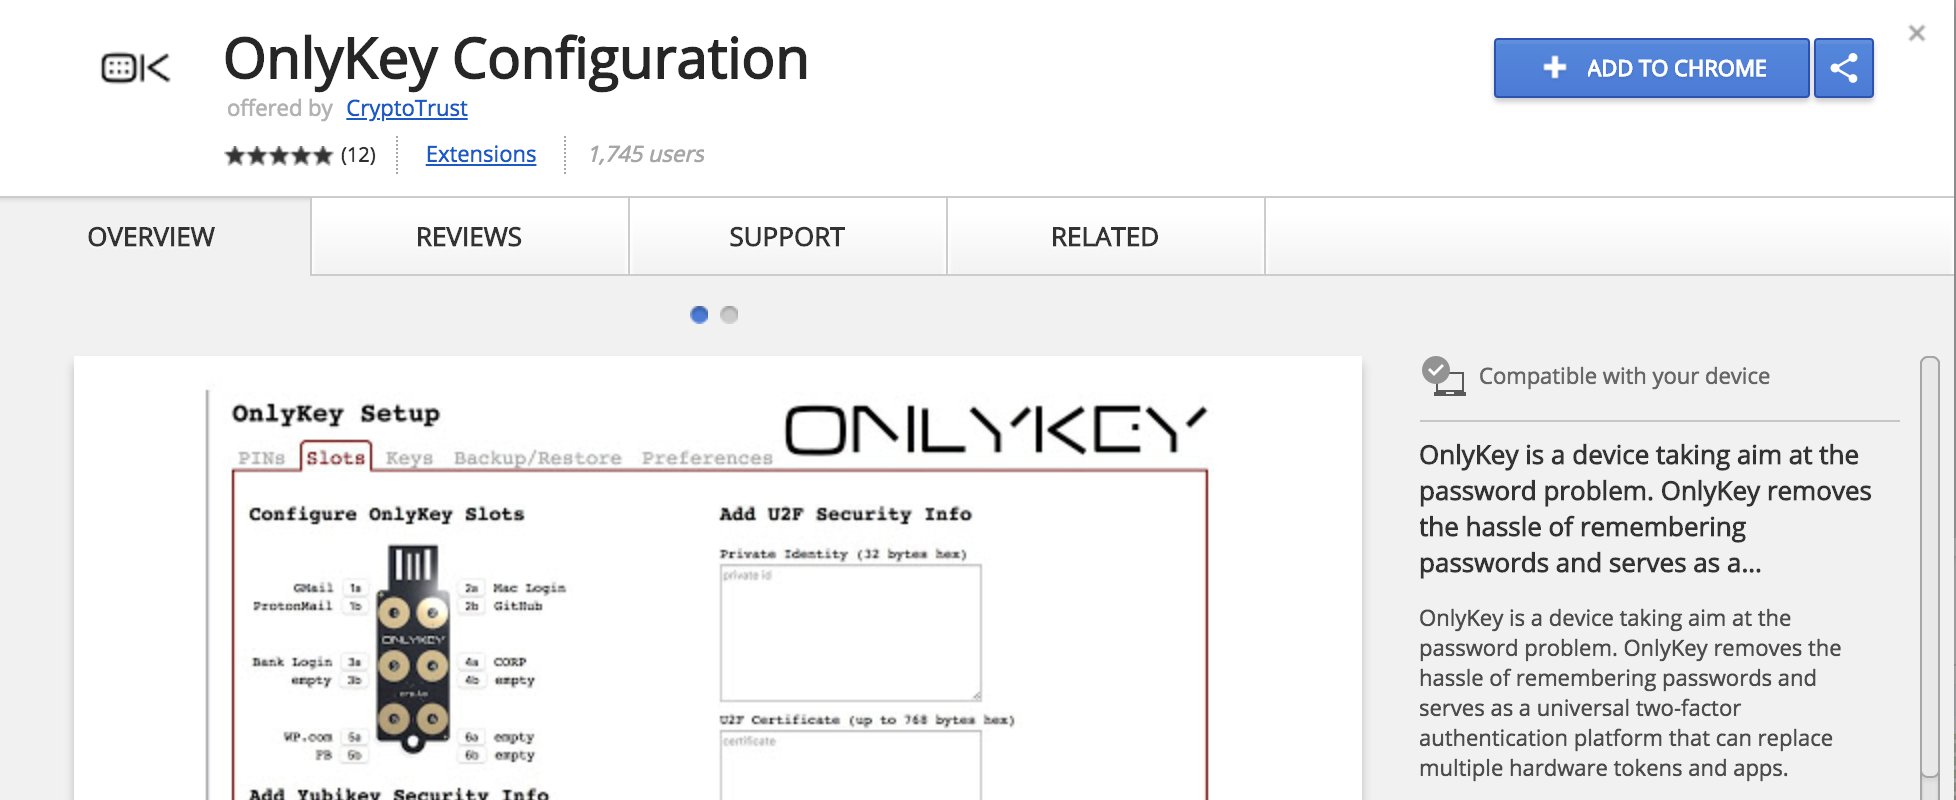 OK
OnlyKey Configuration
offered by CryptoTrust
(12)
Extensions
1,745 users
ADD TO CHROME
OVERVIEW
REVIEWS
SUPPORT
RELATED
OnlyKey Setup
ONLYKEY
PINs Slots Keys Backup/Restore Preferences
Configure OnlyKey Slots
GMail 1a
ProtonMail 1b
2a Mac Login
2b GitHub
ONLYKEY
Bank Login 3a
empty 3b
4a CORP
4b empty
WP.com 5a
FB 5b
6a empty
6b empty
Add Yubikey Security Info
Add U2F Security Info
Private Identity (32 bytes hex)
private id
U2F Certificate (up to 768 bytes hex)
certificate
Compatible with your device
OnlyKey is a device taking aim at the
password problem. OnlyKey removes
the hassle of remembering
passwords and serves as a...
OnlyKey is a device taking aim at the
password problem. OnlyKey removes the
hassle of remembering passwords and
serves as a universal two-factor
authentication platform that can replace
multiple hardware tokens and apps.